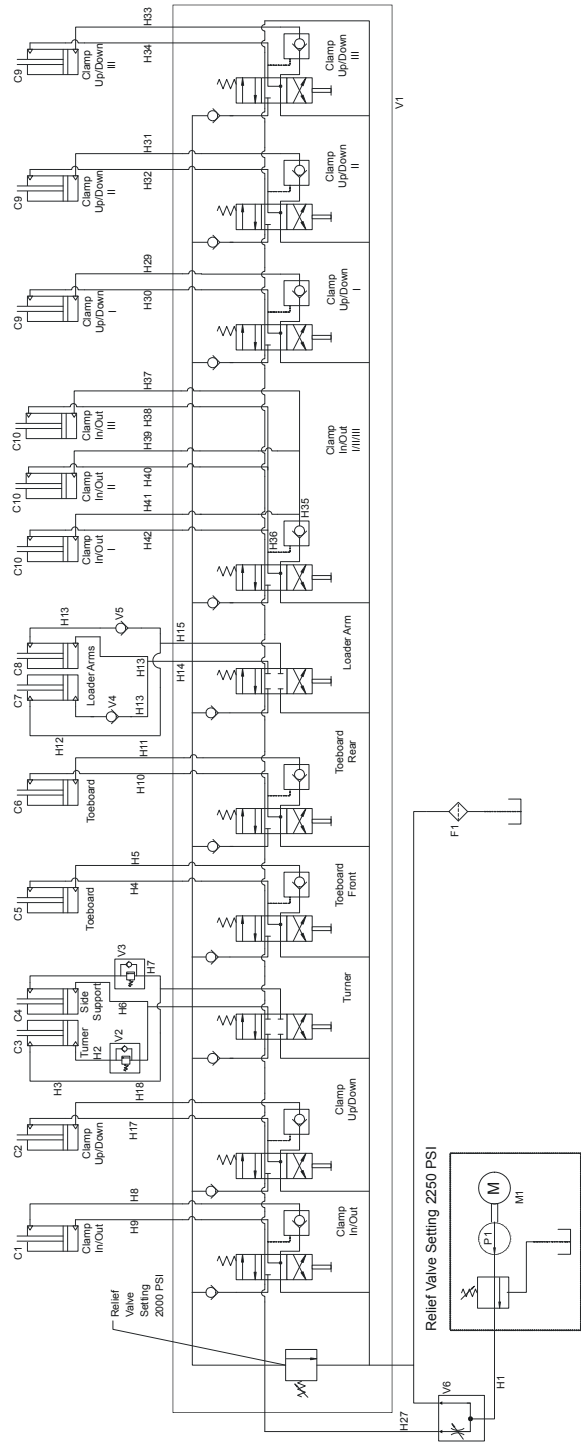 C1
Clamp
In/Out
C2
Clamp
Up/Down
C3
Turner
C4
Side
Support
C5
Toeboard
C6
Toeboard
C7
C8
Loader Arms
C10
Clamp
In/Out
I
C10
Clamp
In/Out
II
C10
Clamp
In/Out
III
C9
Clamp
Up/Down
I
C9
Clamp
Up/Down
II
C9
Clamp
Up/Down
III
H8
H9
H17
H3
H2
V2
H18
V3
H7
H6
H5
H4
H11
H10
H12
H13
V4
H13
H13
V5
H15
H14
H42
H41
H40
H39
H38
H37
H36
H35
H29
H30
H31
H32
H33
H34
Clamp
In/Out
Clamp
Up/Down
Turner
Toeboard
Front
Toeboard
Rear
Loader Arm
Clamp
In/Out
I/II/III
Clamp
Up/Down
I
Clamp
Up/Down
II
Clamp
Up/Down
III
V1
Relief
Valve
Setting
2000 PSI
H27
V6
H1
Relief Valve Setting 2250 PSI
P1
M
M1
F1